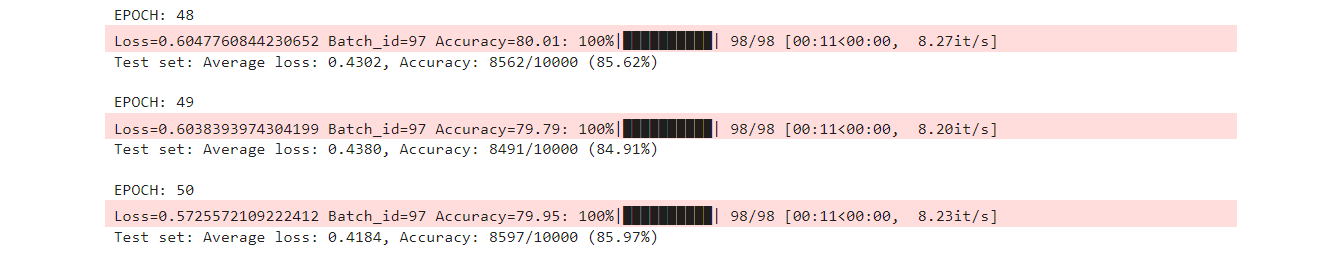 EPOCH: 48
Loss=0.6047760844230652 Batch_id=97 Accuracy=80.01: 100%|██████████| 98/98 [00:11<00:00,  8.27it/s]
Test set: Average loss: 0.4302, Accuracy: 8562/10000 (85.62%)
EPOCH: 49
Loss=0.6038393974304199 Batch_id=97 Accuracy=79.79: 100%|██████████| 98/98 [00:11<00:00,  8.20it/s]
Test set: Average loss: 0.4380, Accuracy: 8491/10000 (84.91%)
EPOCH: 50
Loss=0.5725572109222412 Batch_id=97 Accuracy=79.95: 100%|██████████| 98/98 [00:11<00:00,  8.23it/s]
Test set: Average loss: 0.4184, Accuracy: 8597/10000 (85.97%)